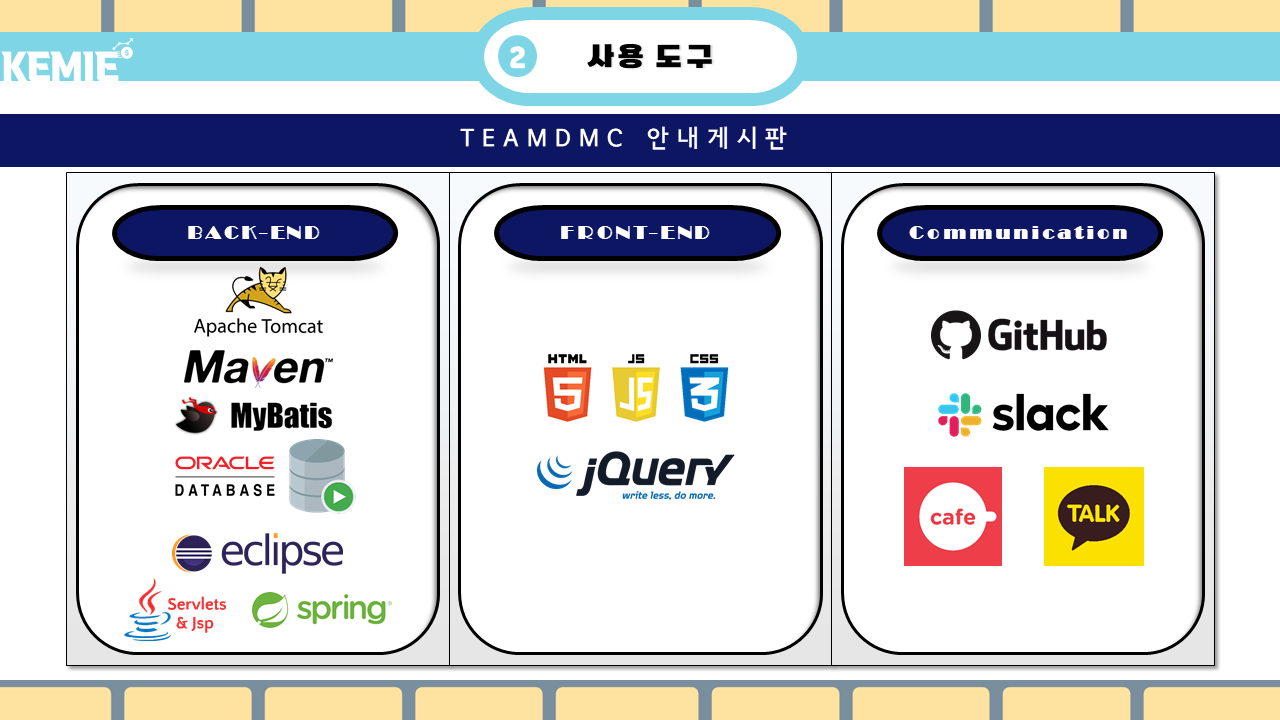 KEMIE
$
2
사용 도구
TEAMDMC 안내게시판
BACK-END
Apache Tomcat
Maven™
MyBatis
ORACLE
DATABASE
eclipse
Servlets
& Jsp
spring®
FRONT-END
HTML JS CSS
5 JS 3
jQuery
write less, do more.
Communication
GitHub
slack
cafe
TALK